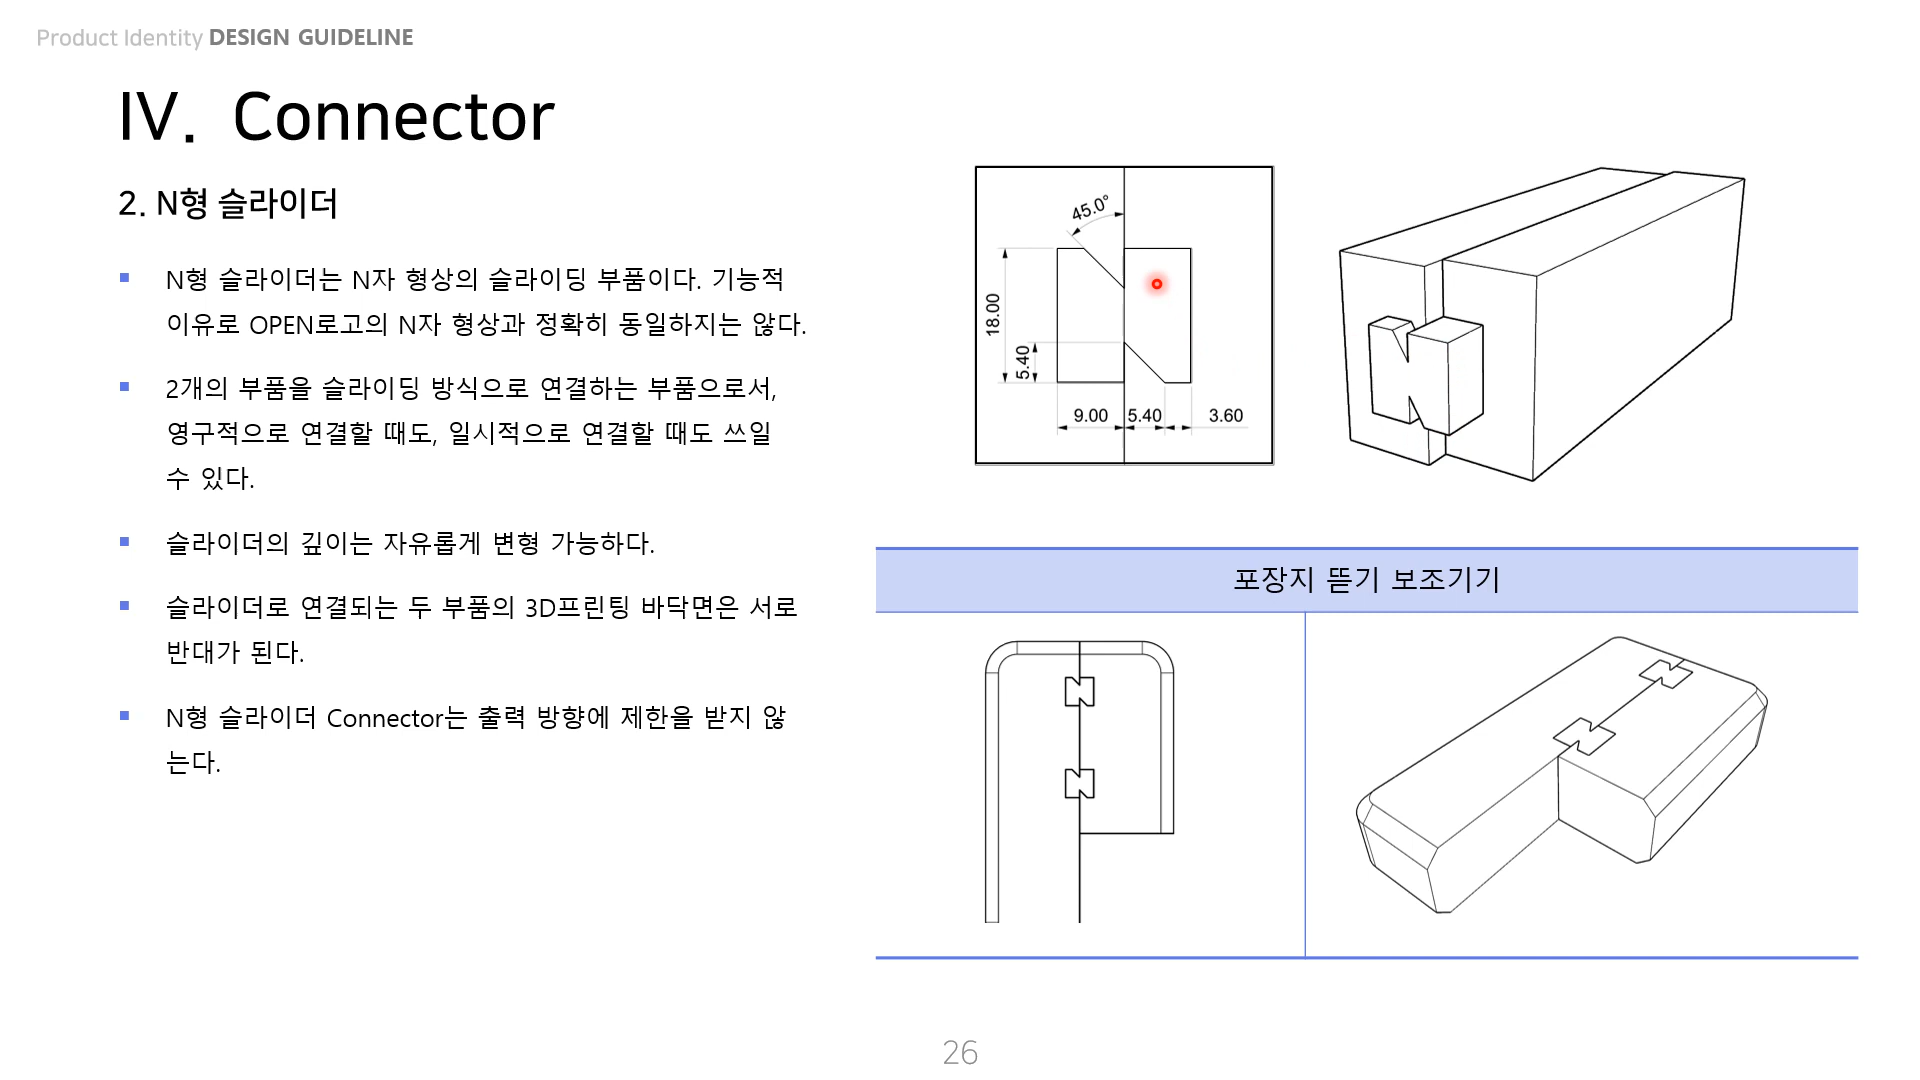 Product Identity DESIGN GUIDELINE
IV. Connector
2. N형 슬라이더
N형 슬라이더는 N자 형상의 슬라이딩 부품이다. 기능적
이유로 OPEN로고의 N자 형상과 정확히 동일하지는 않다.
2개의 부품을 슬라이딩 방식으로 연결하는 부품으로서,
영구적으로 연결할 때도, 일시적으로 연결할 때도 쓰일
수 있다.
슬라이더의 깊이는 자유롭게 변형 가능하다.
슬라이더로 연결되는 두 부품의 3D프린팅 바닥면은 서로
반대가 된다.
N형 슬라이더 Connector는 출력 방향에 제한을 받지 않
는다.
45.0°
18.00
5.40
9.00 5.40 3.60
포장지 뜯기 보조기기
26